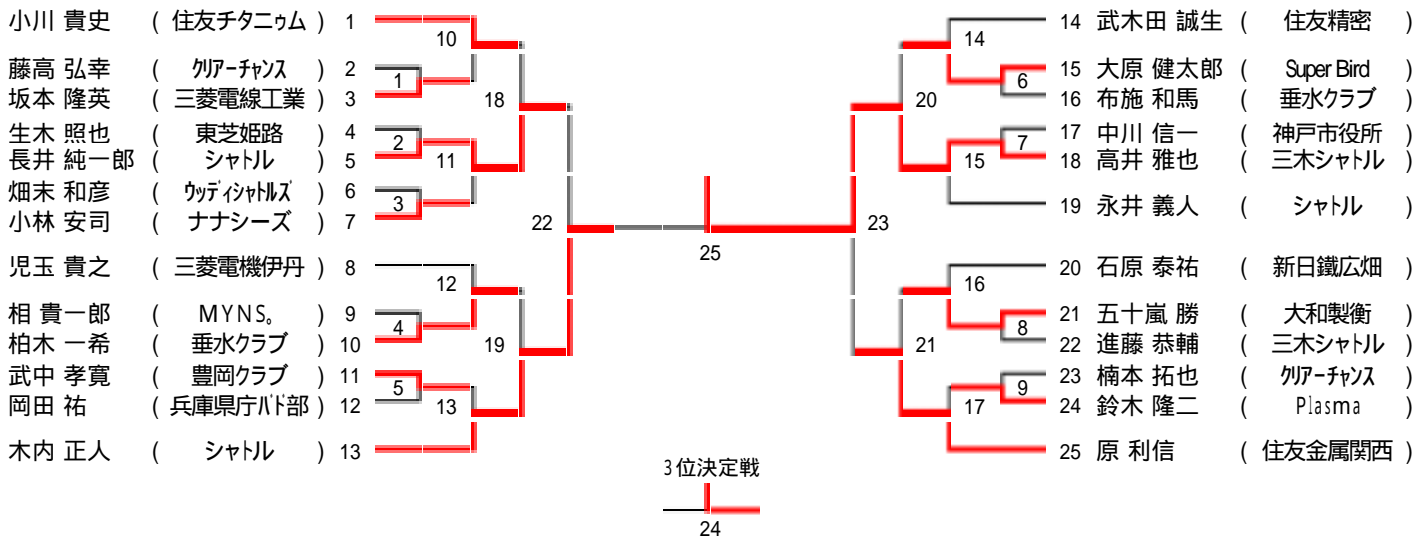 小川 貴史 ( 住友チタニゥム ) 1
藤高 弘幸 ( クリアーチャンス ) 2
坂本 隆英 ( 三菱電線工業 ) 3
生木 照也 ( 東芝姫路 ) 4
長井 純一郎 ( シャトル ) 5
畑末 和彦 ( ウッディシャトルズ ) 6
小林 安司 ( ナナシーズ ) 7
児玉 貴之 ( 三菱電機伊丹 ) 8
相 貴一郎 ( MYNS。 ) 9
柏木 一希 ( 垂水クラブ ) 10
武中 孝寛 ( 豊岡クラブ ) 11
岡田 祐 ( 兵庫県庁バド部 ) 12
木内 正人 ( シャトル ) 13
1
2
3
4
5
10
11
12
13
18
19
22
25
3位決定戦
24
23
20
21
14
15
16
17
6
7
8
9
14 武木田 誠生 ( 住友精密 )
15 大原 健太郎 ( Super Bird )
16 布施 和馬 ( 垂水クラブ )
17 中川 信一 ( 神戸市役所 )
18 高井 雅也 ( 三木シャトル )
19 永井 義人 ( シャトル )
20 石原 泰祐 ( 新日鐵広畑 )
21 五十嵐 勝 ( 大和製衡 )
22 進藤 恭輔 ( 三木シャトル )
23 楠本 拓也 ( クリアーチャンス )
24 鈴木 隆二 ( Plasma )
25 原 利信 ( 住友金属関西 )